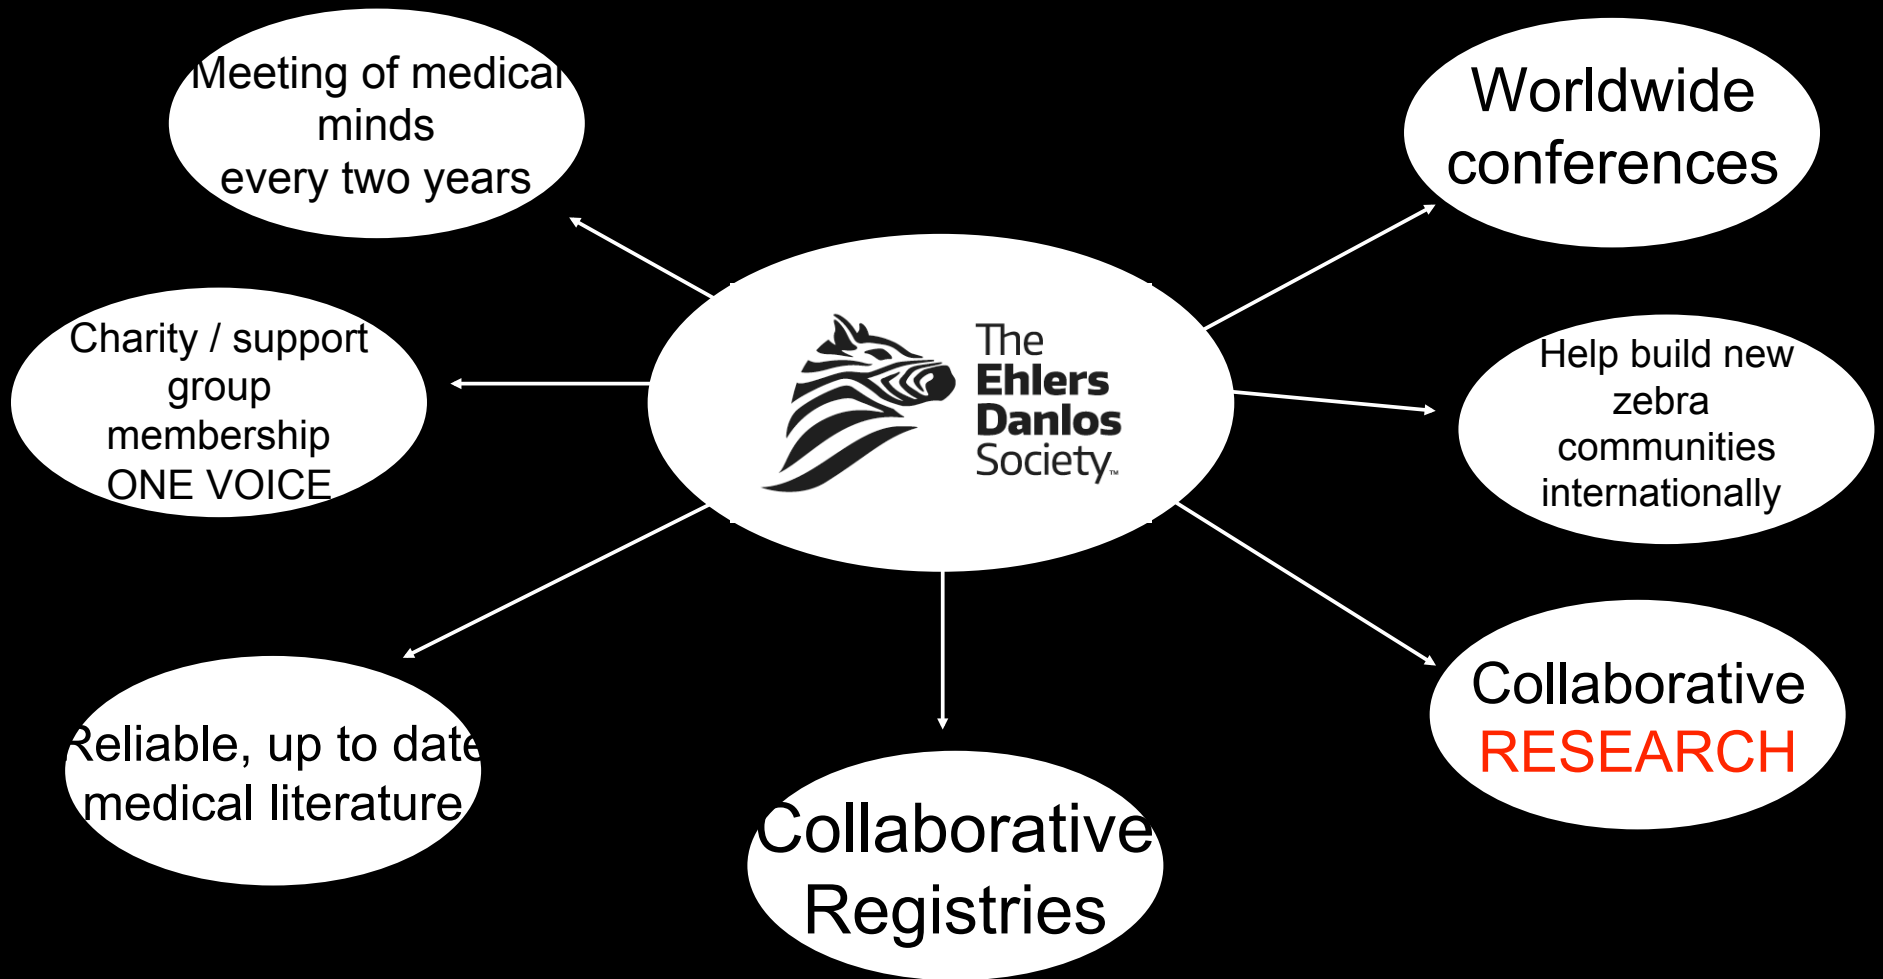 Meeting of medical
minds
every two years
Worldwide
conferences
The
Ehlers
Danlos
Society™
Charity / support
group
membership
ONE VOICE
Help build new
zebra
communities
internationally
Reliable, up to date
medical literature
Collaborative
Registries
Collaborative
RESEARCH